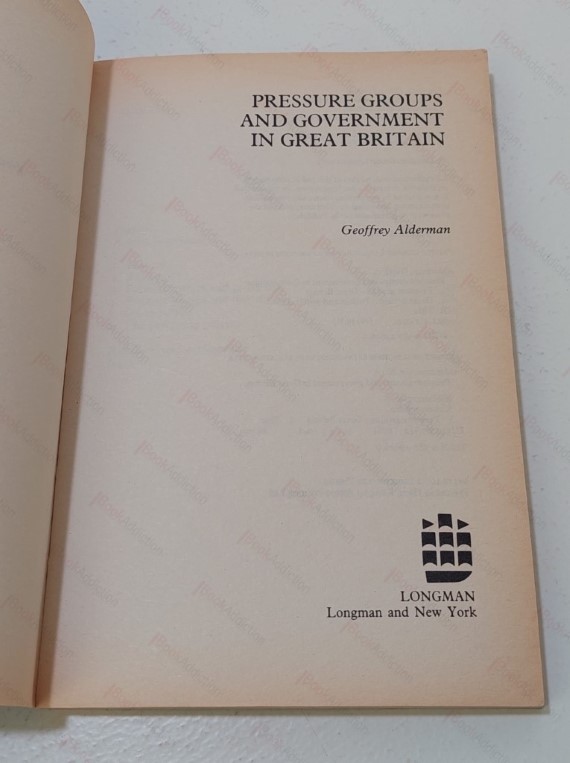 PRESSURE GROUPS
AND GOVERNMENT
IN GREAT BRITAIN
Geoffrey Alderman
LONGMAN
Longman and New York